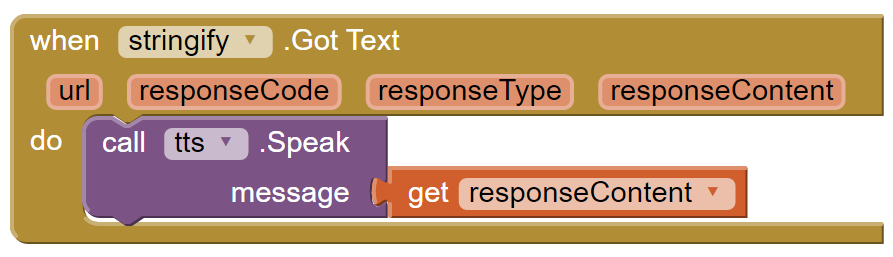 when stringify .Got Text
url responseCode responseType responseContent
do call tts .Speak
message get responseContent